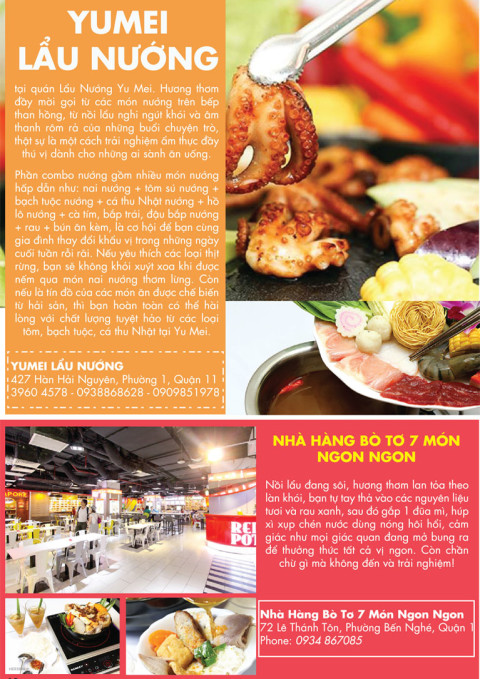 YUMEI
LẨU NƯỚNG
tại quán Lẩu Nướng Yu Mei. Hương thơm
đầy mời gọi từ các món nướng trên bếp
than hồng, từ nồi lẩu nghi ngút khói và âm
thanh rôm rả của những buổi chuyện trò,
thật sự là một cách trải nghiệm ẩm thực đầy
thú vị dành cho những ai sành ăn uống.
Phần combo nướng gồm nhiều món nướng
hấp dẫn như: nai nướng + tôm sú nướng +
bạch tuộc nướng + cá thu Nhật nướng + hồ
lô nướng + cà tím, bắp trái, đậu bắp nướng
+ rau + bún ăn kèm, là cơ hội để bạn cùng
gia đình thay đổi khẩu vị trong những ngày
cuối tuần rồi rãi. Nếu yêu thích các loại thịt
rừng, bạn sẽ không khỏi xuýt xoa khi được
nếm qua món nai nướng thơm lừng. Còn
nếu là tín đồ của các món ăn được chế biến
từ hải sản, thì bạn hoàn toàn có thể hài
lòng với chất lượng tuyệt hảo từ các loại
tôm, bạch tuộc, cá thu Nhật tại Yu Mei.
YUMEI LẨU NƯỚNG
427 Hàn Hải Nguyên, Phường 1, Quận 11
3960 4578 - 0938868628 - 0909851978
NHÀ HÀNG BÒ TƠ 7 MÓN
NGON NGON
Nồi lẩu đang sôi, hương thơm lan tỏa theo
làn khói, bạn tự tay thả vào các nguyên liệu
tươi và rau xanh, sau đó gắp 1 đũa mì, húp
xì xụp chén nước dùng nóng hôi hổi, cảm
giác như mọi giác quan đang mở bung ra
để thưởng thức tất cả vị ngon. Còn chần
chừ gì mà không đến và trải nghiệm!
Nhà Hàng Bò Tơ 7 Món Ngon Ngon
72 Lê Thánh Tôn, Phường Bến Nghé, Quận 1
Phone: 0934 867085